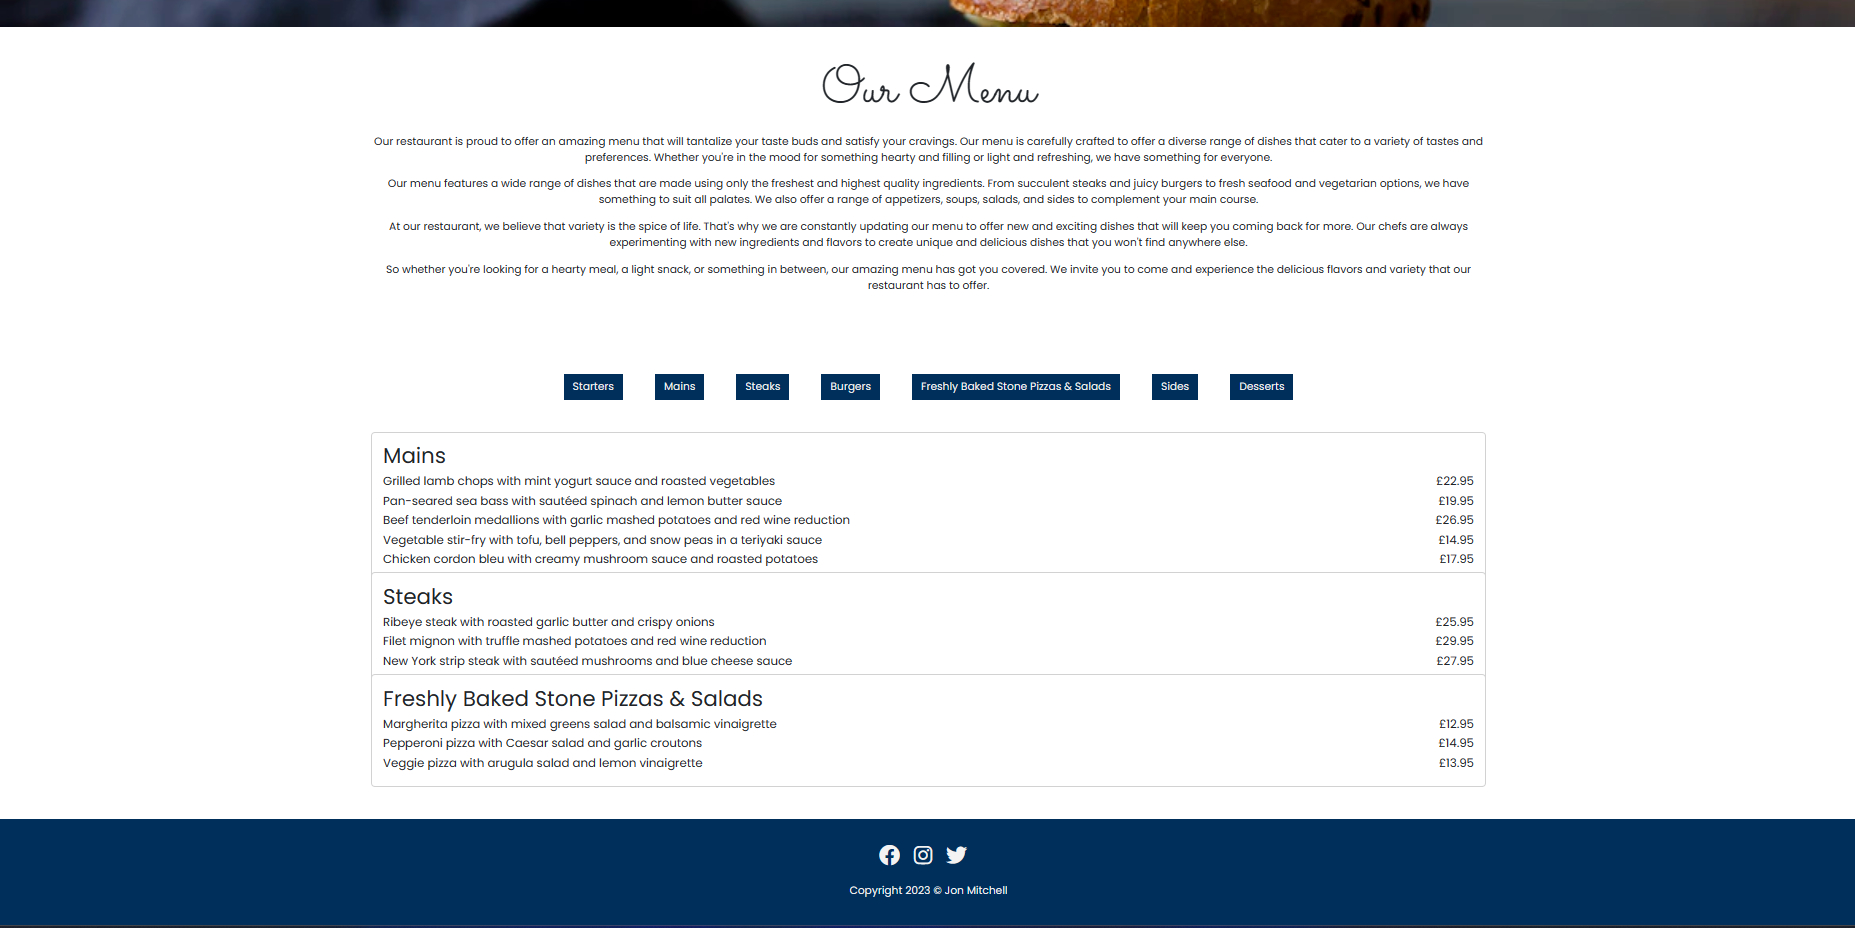 Our Menu
Our restaurant is proud to offer an amazing menu that will tantalize your taste buds and satisfy your cravings. Our menu is carefully crafted to offer a diverse range of dishes that cater to a variety of tastes and
preferences. Whether you're in the mood for something hearty and filling or light and refreshing, we have something for everyone.
Our menu features a wide range of dishes that are made using only the freshest and highest quality ingredients. From succulent steaks and juicy burgers to fresh seafood and vegetarian options, we have
something to suit all palates. We also offer a range of appetizers, soups, salads, and sides to complement your main course.
At our restaurant, we believe that variety is the spice of life. That's why we are constantly updating our menu to offer new and exciting dishes that will keep you coming back for more. Our chefs are always
experimenting with new ingredients and flavors to create unique and delicious dishes that you won't find anywhere else.
So whether you're looking for a hearty meal, a light snack, or something in between, our amazing menu has got you covered. We invite you to come and experience the delicious flavors and variety that our
restaurant has to offer.
Starters Mains Steaks Burgers Freshly Baked Stone Pizzas & Salads Sides Desserts
Mains
Grilled lamb chops with mint yogurt sauce and roasted vegetables £22.95
Pan-seared sea bass with sautéed spinach and lemon butter sauce £19.95
Beef tenderloin medallions with garlic mashed potatoes and red wine reduction £26.95
Vegetable stir-fry with tofu, bell peppers, and snow peas in a teriyaki sauce £14.95
Chicken cordon bleu with creamy mushroom sauce and roasted potatoes £17.95
Steaks
Ribeye steak with roasted garlic butter and crispy onions £25.95
Filet mignon with truffle mashed potatoes and red wine reduction £29.95
New York strip steak with sautéed mushrooms and blue cheese sauce £27.95
Freshly Baked Stone Pizzas & Salads
Margherita pizza with mixed greens salad and balsamic vinaigrette £12.95
Pepperoni pizza with Caesar salad and garlic croutons £14.95
Veggie pizza with arugula salad and lemon vinaigrette £13.95
Copyright 2023 © Jon Mitchell